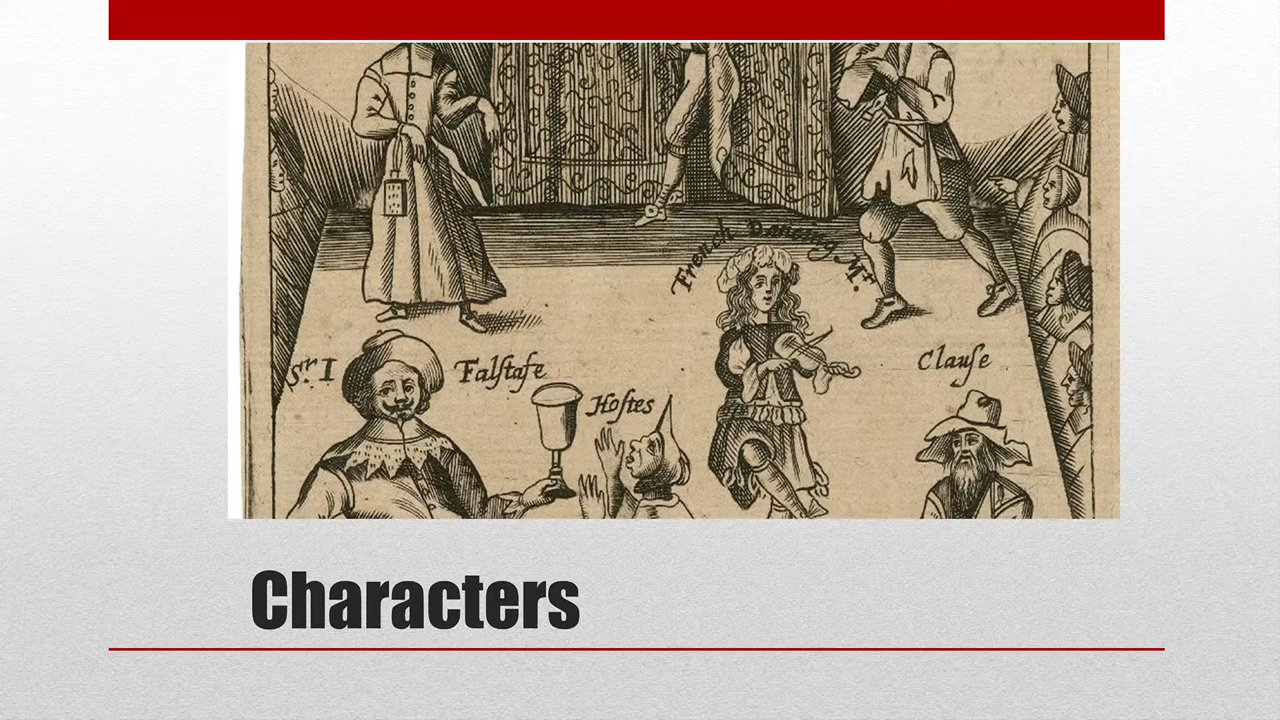 French Dancing Mr.
Sr. I Falstafe
Hostes
Clause
Characters